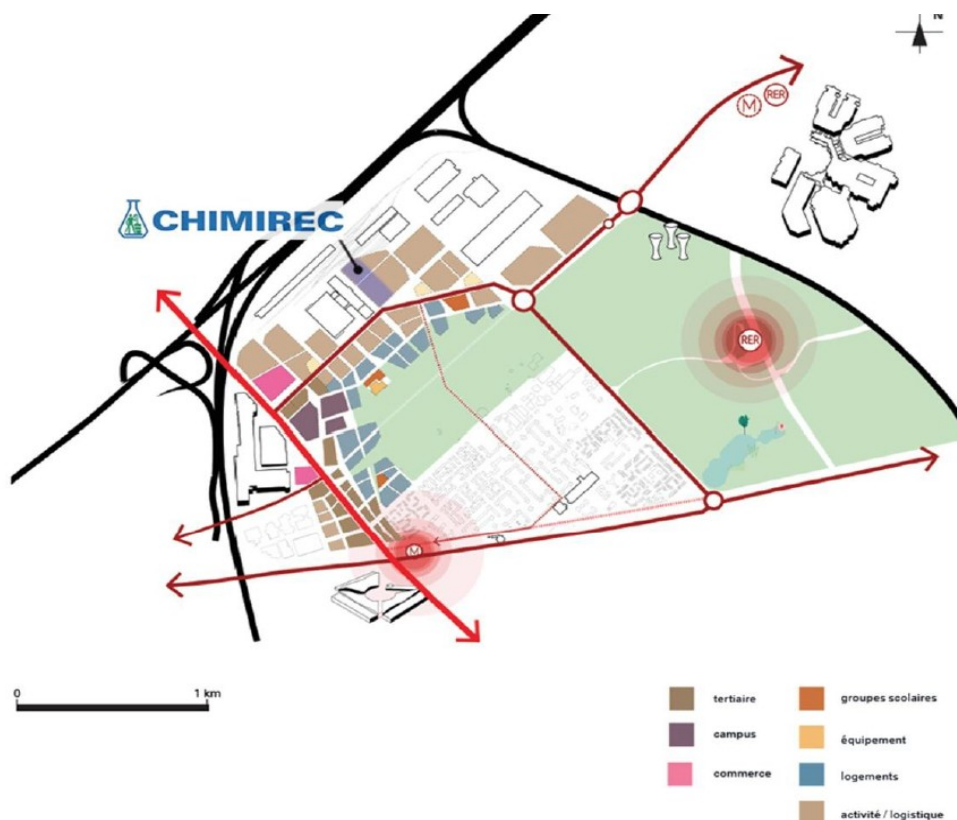 N
M RER
CHIMIREC
RER
M
0 1 km
tertiaire
campus
commerce
groupes scolaires
équipement
logements
activité / logistique